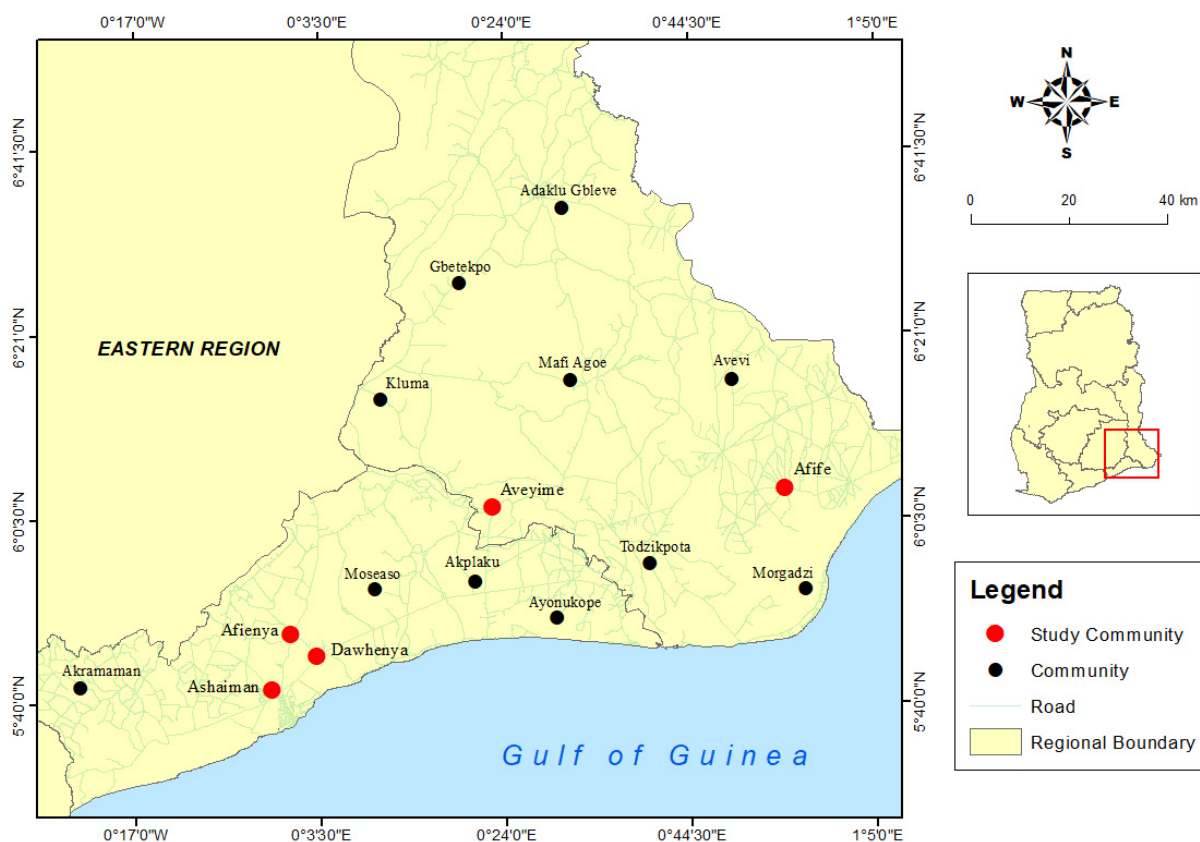 0°17'0"W 0°3'30"E 0°24'0"E 0°44'30"E 1°5'0"E
6°41'30"N
6°21'0"N
6°0'30"N
5°40'0"N
Adaklu Gbleve
Gbetekpo
EASTERN REGION
Mafi Agoe
Avevi
Kluma
Afife
Aveyime
Todzikpota
Akplaku
Moseaso
Morgadzi
Ayonukope
Afienya
Dawhenya
Akramaman
Ashaiman
Gulf of Guinea
6°41'30"N
6°21'0"N
6°0'30"N
5°40'0"N
0°17'0"W 0°3'30"E 0°24'0"E 0°44'30"E 1°5'0"E
N
W E
S
0 20 40 km
Legend
Study Community
Community
Road
Regional Boundary